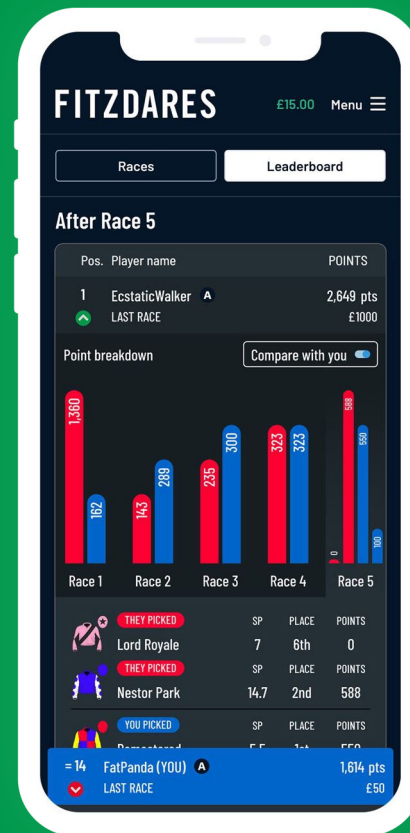 FITZDARES
£15.00 Menu
Races Leaderboard
After Race 5
Pos. Player name POINTS
1 EcstaticWalker A 2,649 pts
LAST RACE £1000
Point breakdown Compare with you
1,360 162 143 289 235 300 323 323 0 588 550 100
Race 1 Race 2 Race 3 Race 4 Race 5
THEY PICKED SP PLACE POINTS
Lord Royale 7 6th 0
THEY PICKED SP PLACE POINTS
Nestor Park 14.7 2nd 588
YOU PICKED SP PLACE POINTS
=14 FatPanda (YOU) A 1,614 pts
LAST RACE £50